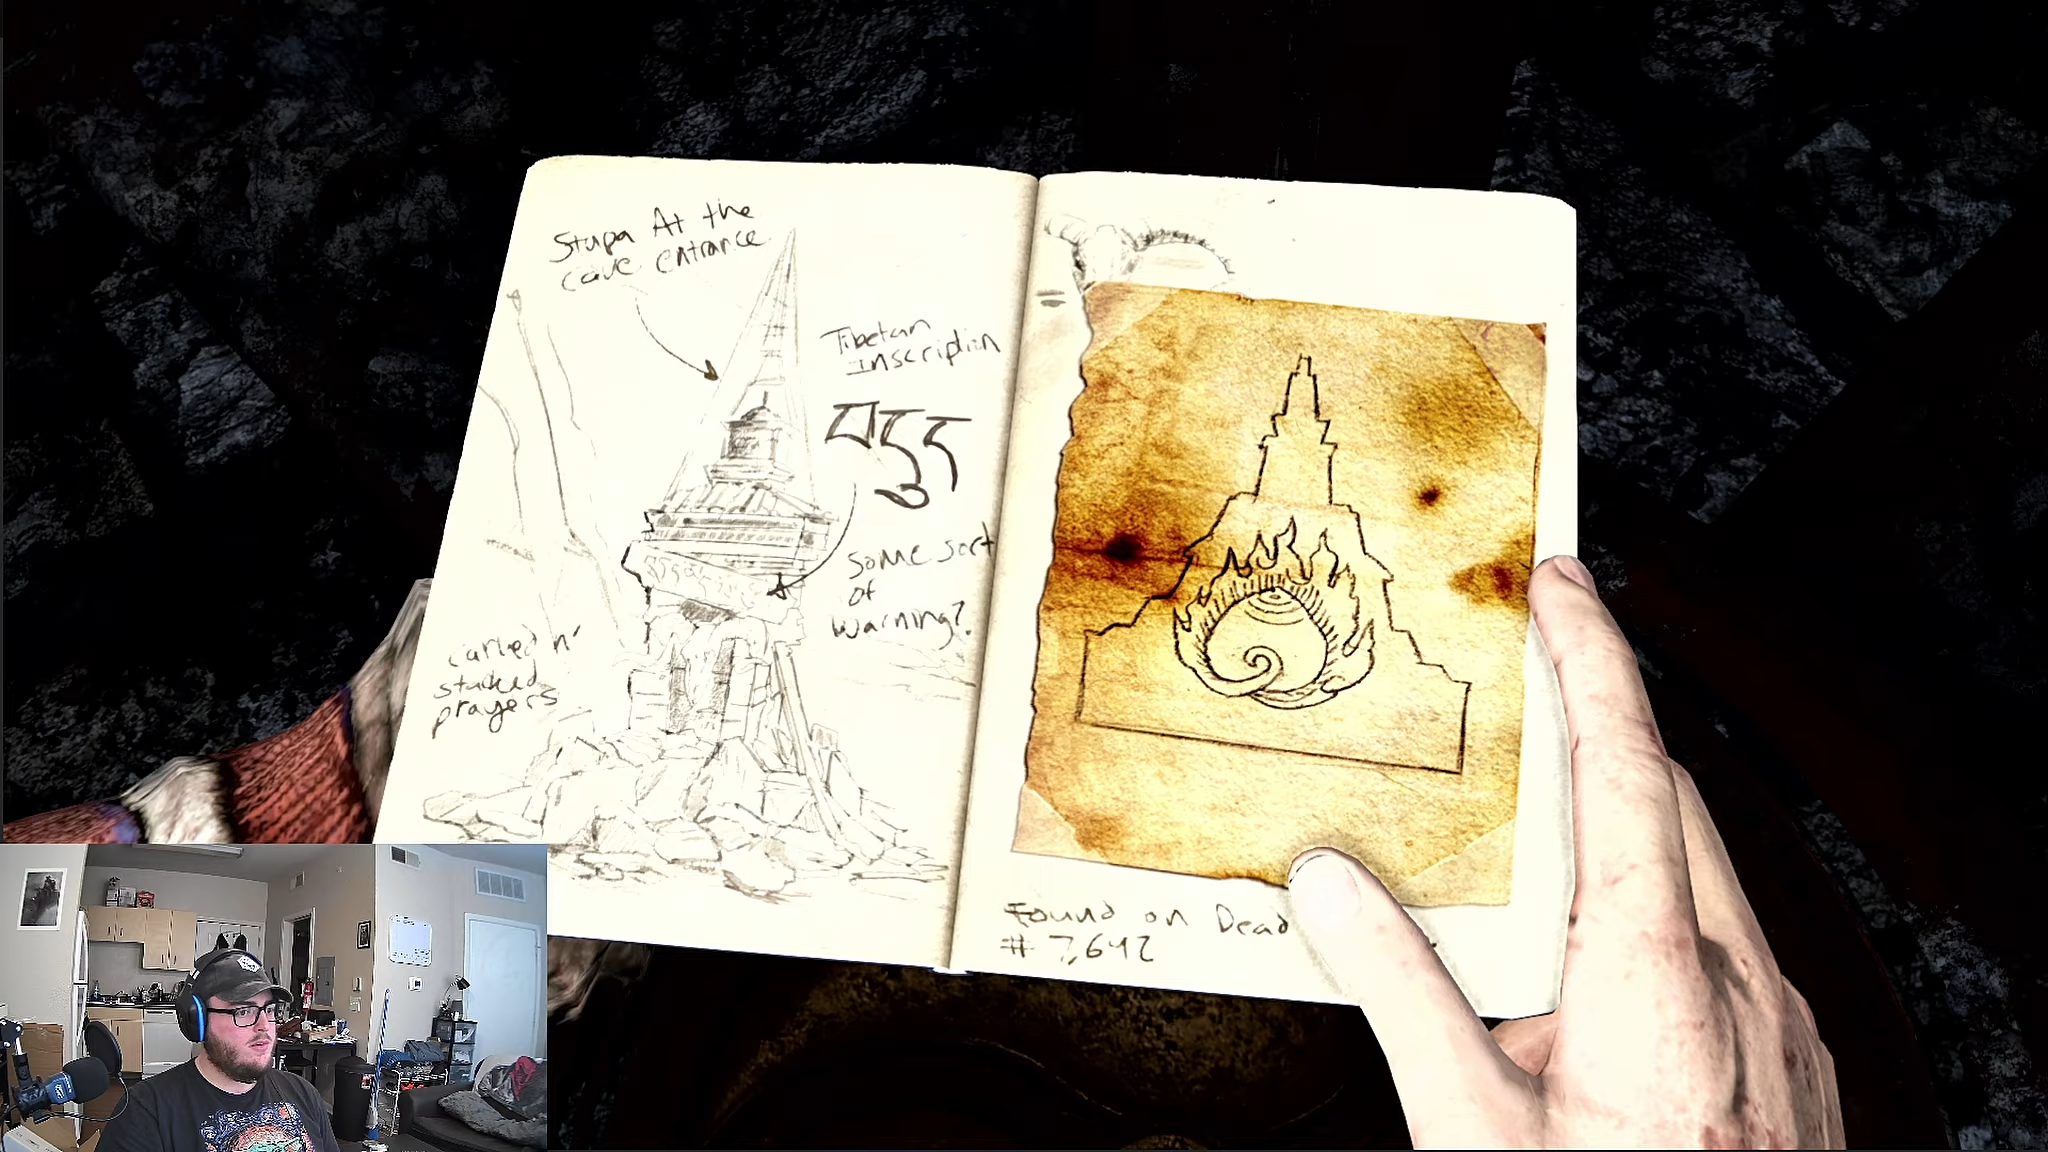 Stupa At the
cave entrance
Tibetan
Inscription
བདུད
Some sort
of
warning?
carved n'
stacked
prayers
Found on Dead
# 7,642